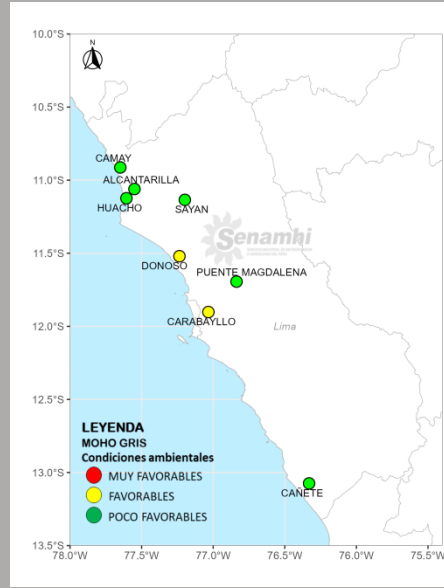 N
10.0°S
10.5°S
11.0°S
11.5°S
12.0°S
12.5°S
13.0°S
13.5°S
CAMAY
ALCANTARILLA
HUACHO
SAYAN
Senamhi
DONOSO
PUENTE MAGDALENA
CARABAYLLO
Lima
CAÑETE
LEYENDA
MOHO GRIS
Condiciones ambientales
MUY FAVORABLES
FAVORABLES
POCO FAVORABLES
78.0°W 77.5°W 77.0°W 76.5°W 76.0°W 75.5°W